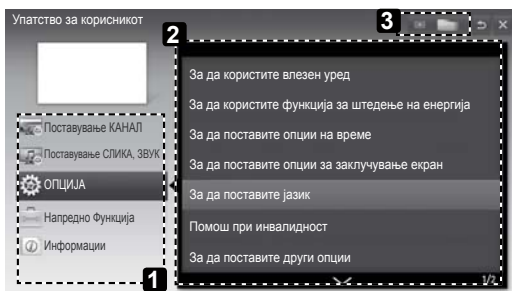 Упатство за корисникот
3
2
За да користите влезен уред
За да користите функција за штедење на енергија
За да поставите опции на време
За да поставите опции за заклучување екран
За да поставите јазик
Помош при инвалидност
За да поставите други опции
1/2
Поставување КАНАЛ
Поставување СЛИКА, ЗВУК
ОПЦИЈА
Напредно Функција
Информации
1